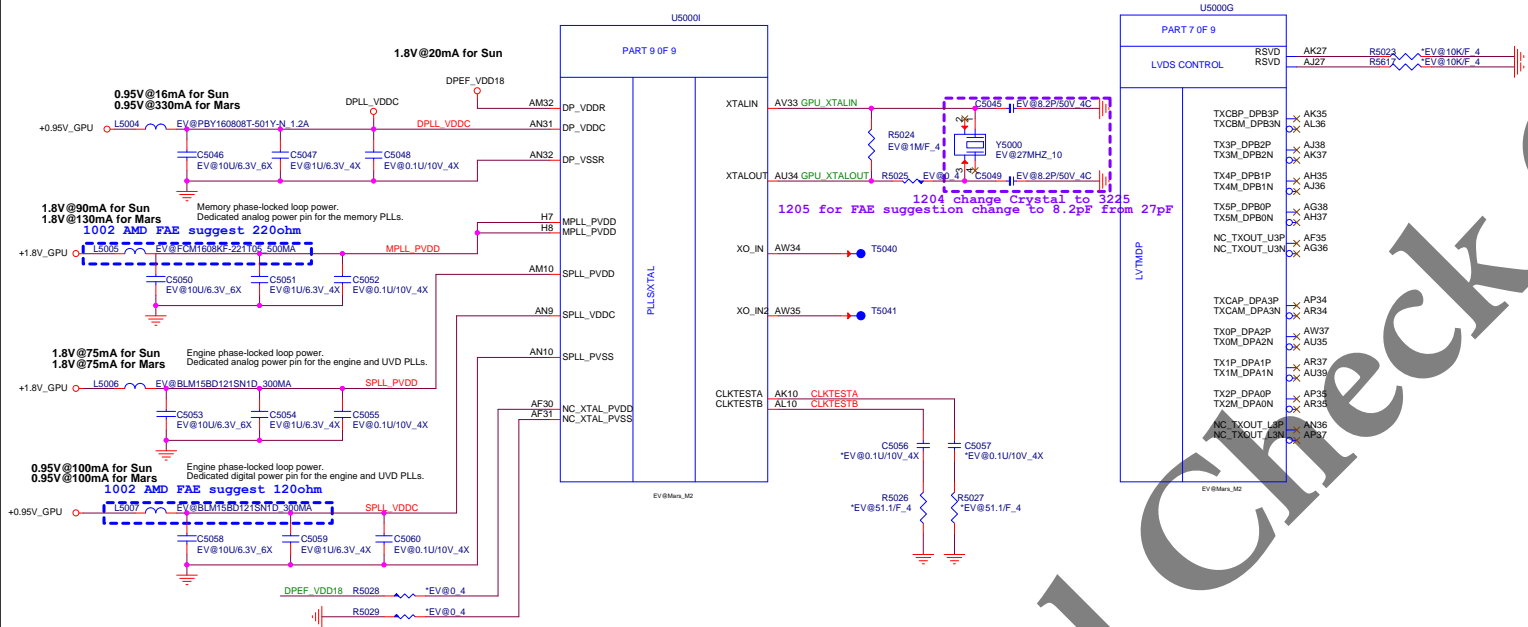 U5000I
PART 9 0F 9
PLLS/XTAL
EV@Mars_M2
1.8V@20mA for Sun
DPEF_VDD18
AM32 DP_VDDR
0.95V@16mA for Sun
0.95V@330mA for Mars
DPLL_VDDC
+0.95V_GPU L5004 EV@PBY160808T-501Y-N_1.2A DPLL_VDDC AN31 DP_VDDC
C5046 EV@10U/6.3V_6X
C5047 EV@1U/6.3V_4X
C5048 EV@0.1U/10V_4X
AN32 DP_VSSR
1.8V@90mA for Sun
1.8V@130mA for Mars
Memory phase-locked loop power.
Dedicated analog power pin for the memory PLLs.
1002 AMD FAE suggest 220ohm
+1.8V_GPU L5005 EV@FCM1608KF-221T05_500MA MPLL_PVDD
H7 MPLL_PVDD
H8 MPLL_PVDD
C5050 EV@10U/6.3V_6X
C5051 EV@1U/6.3V_4X
C5052 EV@0.1U/10V_4X
AM10 SPLL_PVDD
AN9 SPLL_VDDC
AN10 SPLL_PVSS
1.8V@75mA for Sun
1.8V@75mA for Mars
Engine phase-locked loop power.
Dedicated analog power pin for the engine and UVD PLLs.
+1.8V_GPU L5006 EV@BLM15BD121SN1D_300MA SPLL_PVDD
C5053 EV@10U/6.3V_6X
C5054 EV@1U/6.3V_4X
C5055 EV@0.1U/10V_4X
AF30 NC_XTAL_PVDD
AF31 NC_XTAL_PVSS
0.95V@100mA for Sun
0.95V@100mA for Mars
Engine phase-locked loop power.
Dedicated digital power pin for the engine and UVD PLLs.
1002 AMD FAE suggest 120ohm
+0.95V_GPU L5007 EV@BLM15BD121SN1D_300MA SPLL_VDDC
C5058 EV@10U/6.3V_6X
C5059 EV@1U/6.3V_4X
C5060 EV@0.1U/10V_4X
DPEF_VDD18 R5028 *EV@0_4
R5029 *EV@0_4
XTALIN AV33 GPU_XTALIN
C5045 EV@8.2P/50V_4C
R5024 EV@1M/F_4
2 1
Y5000 EV@27MHZ_10
3 4
XTALOUT AU34 GPU_XTALOUT R5025 EV@0_4 C5049 EV@8.2P/50V_4C
1204 change Crystal to 3225
1205 for FAE suggestion change to 8.2pF from 27pF
XO_IN AW34 T5040
XO_IN2 AW35 T5041
CLKTESTA AK10 CLKTESTA
CLKTESTB AL10 CLKTESTB
C5056 *EV@0.1U/10V_4X
C5057 *EV@0.1U/10V_4X
R5026 *EV@51.1/F_4
R5027 *EV@51.1/F_4
U5000G
PART 7 0F 9
LVDS CONTROL
LVTMDP
EV@Mars_M2
RSVD AK27 R5023 *EV@10K/F_4
RSVD AJ27 R5617 *EV@10K/F_4
TXCBP_DPB3P AK35
TXCBM_DPB3N AL36
TX3P_DPB2P AJ38
TX3M_DPB2N AK37
TX4P_DPB1P AH35
TX4M_DPB1N AJ36
TX5P_DPB0P AG38
TX5M_DPB0N AH37
NC_TXOUT_U3P AF35
NC_TXOUT_U3N AG36
TXCAP_DPA3P AP34
TXCAM_DPA3N AR34
TX0P_DPA2P AW37
TX0M_DPA2N AU35
TX1P_DPA1P AR37
TX1M_DPA1N AU39
TX2P_DPA0P AP35
TX2M_DPA0N AR35
NC_TXOUT_L3P AN36
NC_TXOUT_L3N AP37
Check